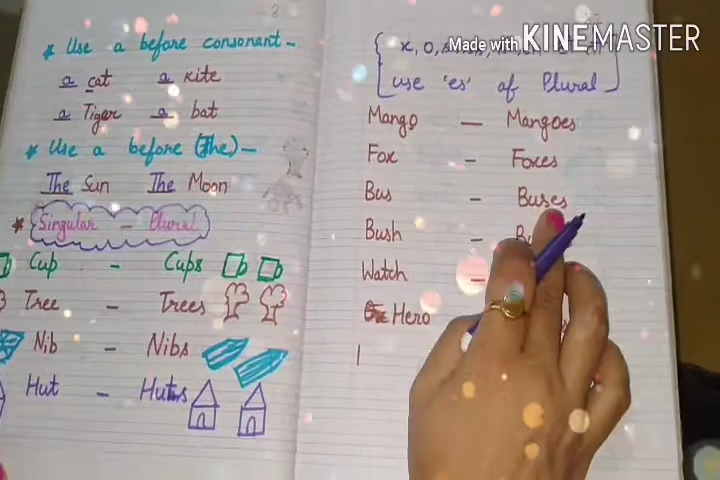 8
* Use a before consonant -
a cat a kite
a Tiger a bat
* Use a before (The) -
The Sun The Moon
* Singular - Plural
Cup - Cups
Tree - Trees
Nib - Nibs
Hut - Huts
Made with KINEMASTER
x, o,
use 'es' of Plural
Mango - Mangoes
Fox - Foxes
Bus - Buses
Bush - B
Watch -
Hero